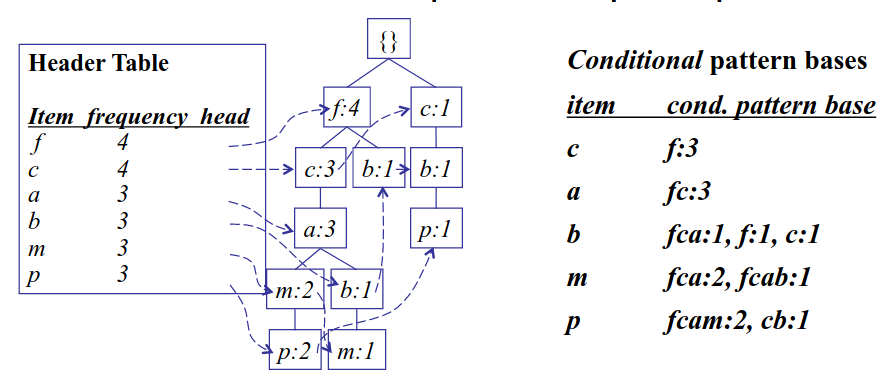 Header Table
Item frequency head
f 4
c 4
a 3
b 3
m 3
p 3
{}
f:4 c:1
c:3 b:1 b:1
a:3 p:1
m:2 b:1
p:2 m:1
Conditional pattern bases
item cond. pattern base
c f:3
a fc:3
b fca:1, f:1, c:1
m fca:2, fcab:1
p fcam:2, cb:1